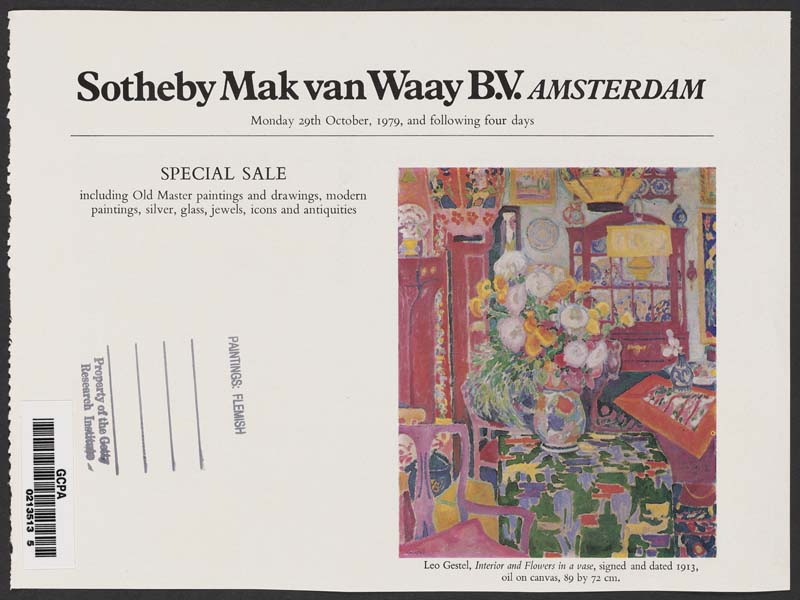 Sotheby Mak van Waay B.V. AMSTERDAM
Monday 29th October, 1979, and following four days
SPECIAL SALE
including Old Master paintings and drawings, modern
paintings, silver, glass, jewels, icons and antiquities
PAINTINGS: FLEMISH
Property of the Getty
Research Institute
GCPA
0213513 5
Leo Gestel, Interior and Flowers in a vase, signed and dated 1913,
oil on canvas, 89 by 72 cm.